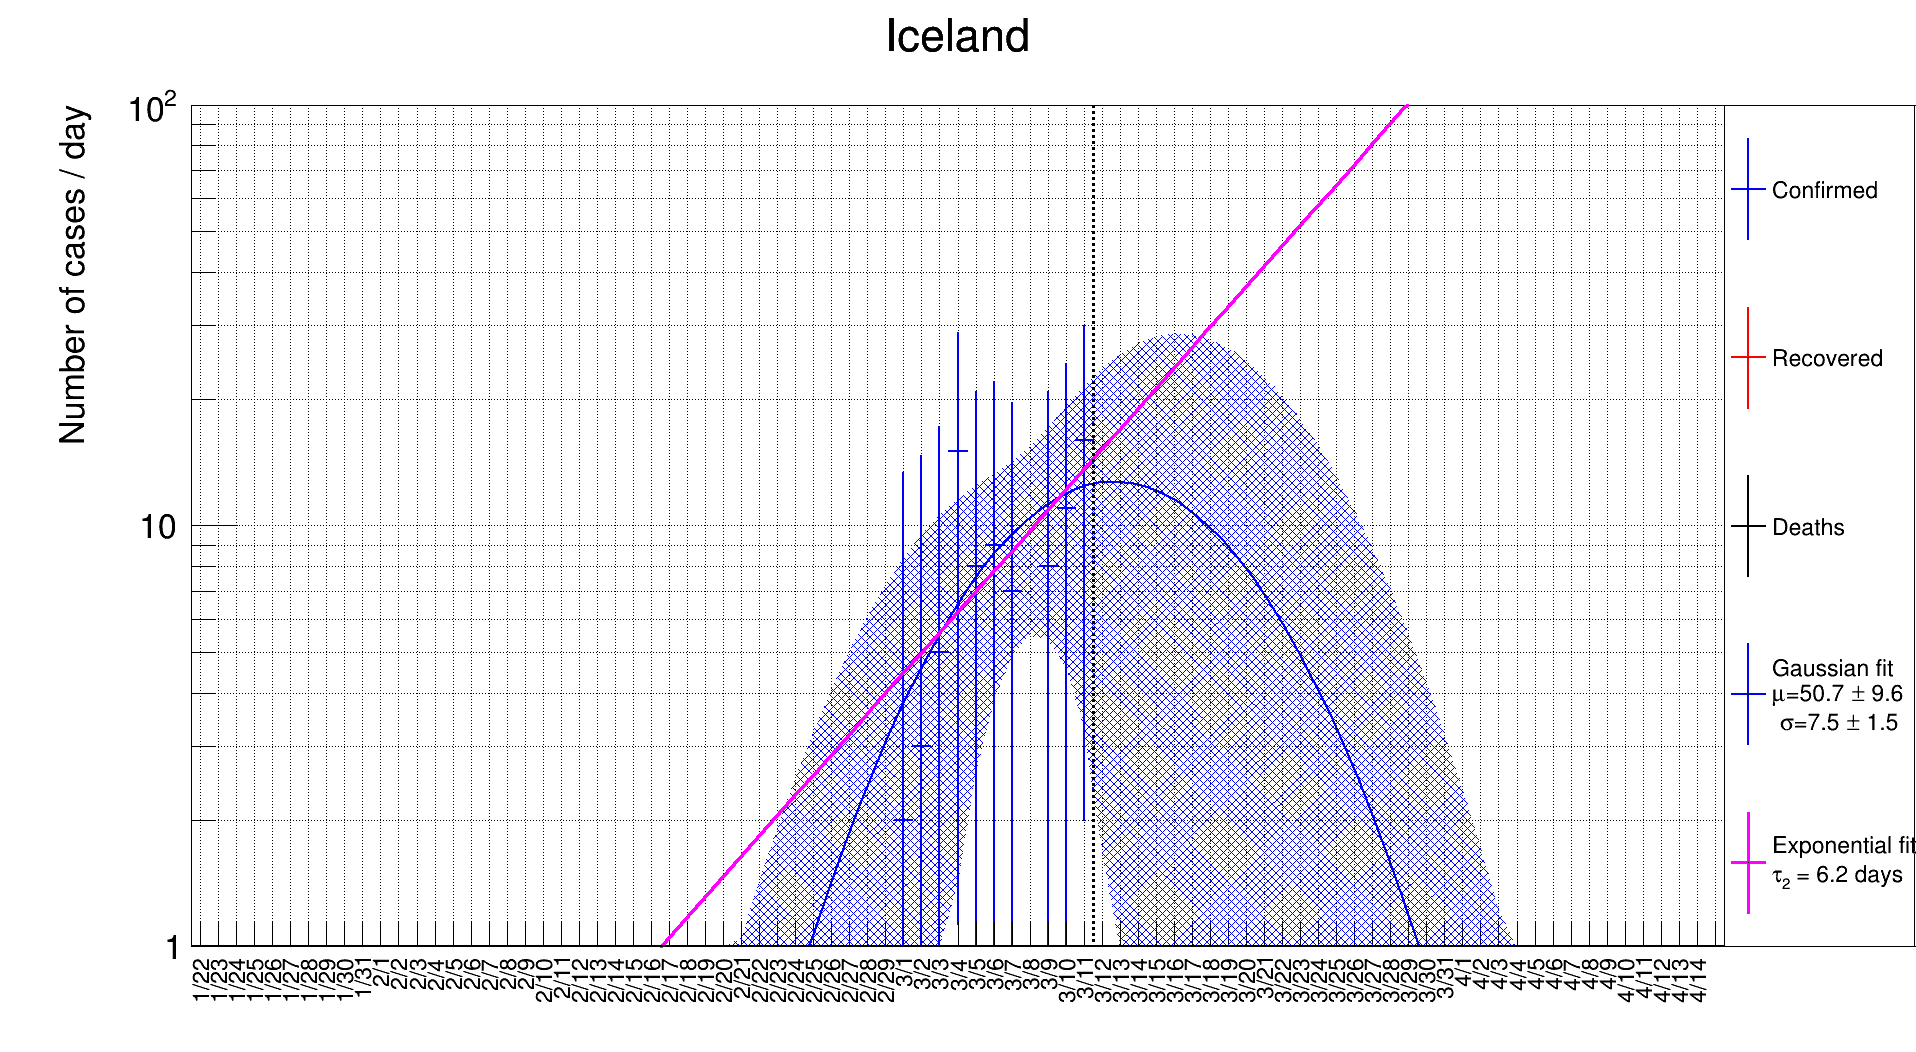 Iceland
Number of cases / day
10²
10
1
1/22 1/23 1/24 1/25 1/26 1/27 1/28 1/29 1/30 1/31 2/1 2/2 2/3 2/4 2/5 2/6 2/7 2/8 2/9 2/10 2/11 2/12 2/13 2/14 2/15 2/16 2/17 2/18 2/19 2/20 2/21 2/22 2/23 2/24 2/25 2/26 2/27 2/28 2/29 3/1 3/2 3/3 3/4 3/5 3/6 3/7 3/8 3/9 3/10 3/11 3/12 3/13 3/14 3/15 3/16 3/17 3/18 3/19 3/20 3/21 3/22 3/23 3/24 3/25 3/26 3/27 3/28 3/29 3/30 3/31 4/1 4/2 4/3 4/4 4/5 4/6 4/7 4/8 4/9 4/10 4/11 4/12 4/13 4/14
Confirmed
Recovered
Deaths
Gaussian fit
μ=50.7 ± 9.6
σ=7.5 ± 1.5
Exponential fit
τ₂ = 6.2 days